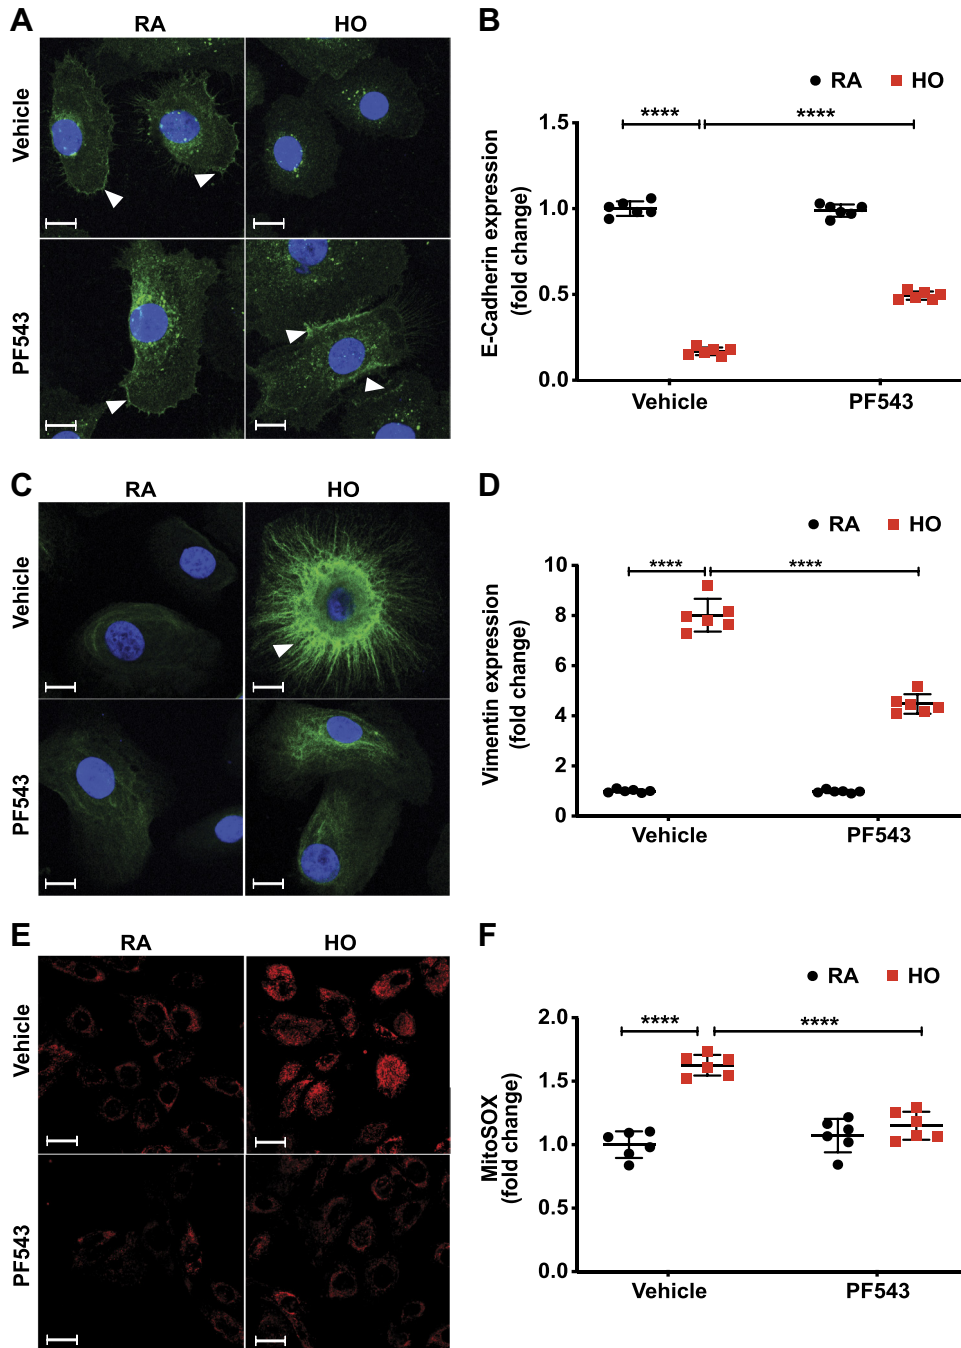 A
RA
HO
Vehicle
PF543
B
RA
HO
E-Cadherin expression
(fold change)
1.5
1.0
0.5
0.0
****
****
Vehicle
PF543
C
RA
HO
Vehicle
PF543
D
RA
HO
Vimentin expression
(fold change)
10
8
6
4
2
0
****
****
Vehicle
PF543
E
RA
HO
Vehicle
PF543
F
RA
HO
MitoSOX
(fold change)
2.0
1.5
1.0
0.5
0.0
****
****
Vehicle
PF543